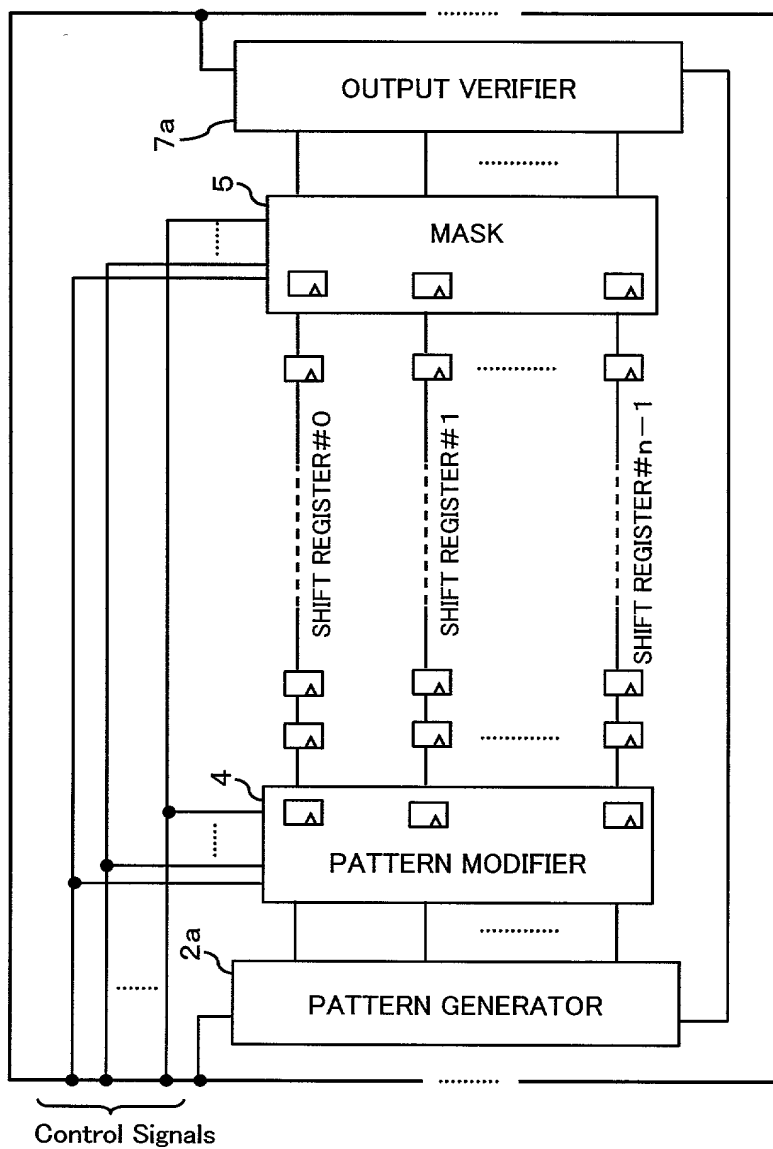 OUTPUT VERIFIER
7a
5
MASK
SHIFT REGISTER#0
SHIFT REGISTER#1
SHIFT REGISTER#n−1
4
PATTERN MODIFIER
2a
PATTERN GENERATOR
Control Signals